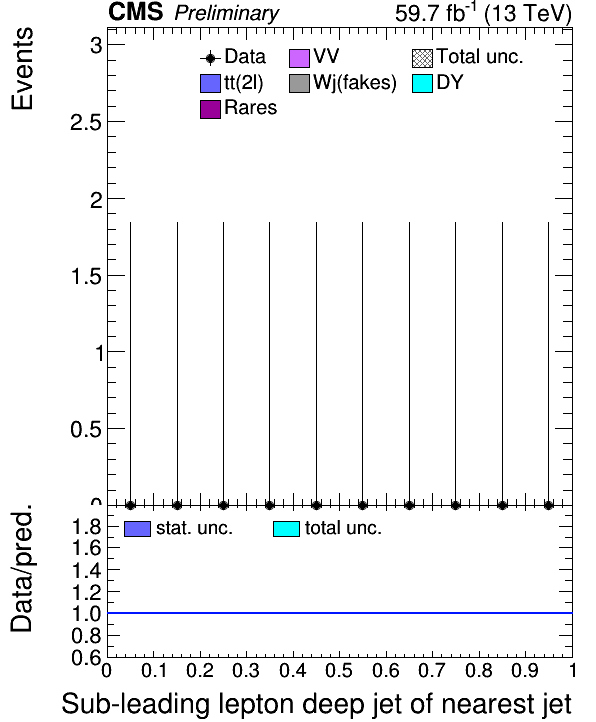 CMS Preliminary 59.7 fb⁻¹ (13 TeV)
Events
Data VV Total unc.
tt(2l) Wj(fakes) DY
Rares
3
2.5
2
1.5
1
0.5
0
Data/pred.
stat. unc. total unc.
1.8
1.6
1.4
1.2
1.0
0.8
0.6
0 0.1 0.2 0.3 0.4 0.5 0.6 0.7 0.8 0.9 1
Sub-leading lepton deep jet of nearest jet